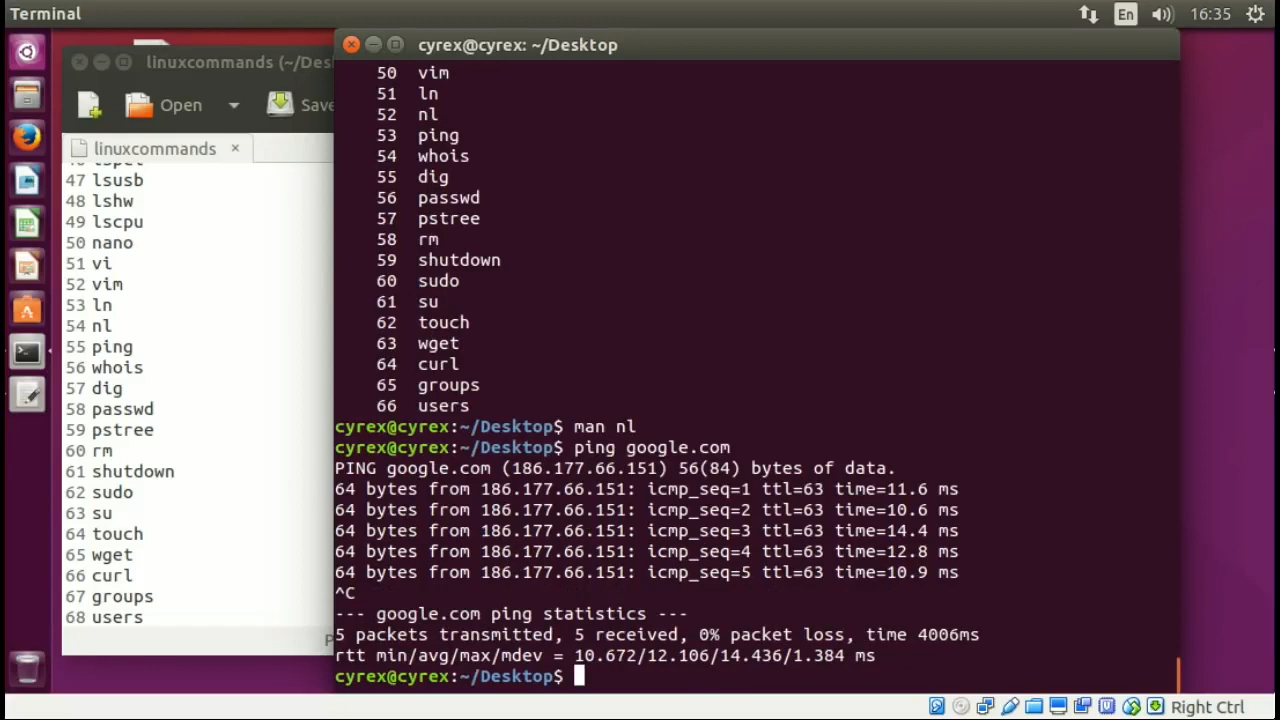 Terminal
En
16:35
linuxcommands (~/Des
Open
Save
linuxcommands ×
47 lsusb
48 lshw
49 lscpu
50 nano
51 vi
52 vim
53 ln
54 nl
55 ping
56 whois
57 dig
58 passwd
59 pstree
60 rm
61 shutdown
62 sudo
63 su
64 touch
65 wget
66 curl
67 groups
68 users
cyrex@cyrex: ~/Desktop
50 vim
51 ln
52 nl
53 ping
54 whois
55 dig
56 passwd
57 pstree
58 rm
59 shutdown
60 sudo
61 su
62 touch
63 wget
64 curl
65 groups
66 users
cyrex@cyrex:~/Desktop$ man nl
cyrex@cyrex:~/Desktop$ ping google.com
PING google.com (186.177.66.151) 56(84) bytes of data.
64 bytes from 186.177.66.151: icmp_seq=1 ttl=63 time=11.6 ms
64 bytes from 186.177.66.151: icmp_seq=2 ttl=63 time=10.6 ms
64 bytes from 186.177.66.151: icmp_seq=3 ttl=63 time=14.4 ms
64 bytes from 186.177.66.151: icmp_seq=4 ttl=63 time=12.8 ms
64 bytes from 186.177.66.151: icmp_seq=5 ttl=63 time=10.9 ms
^C
--- google.com ping statistics ---
5 packets transmitted, 5 received, 0% packet loss, time 4006ms
rtt min/avg/max/mdev = 10.672/12.106/14.436/1.384 ms
cyrex@cyrex:~/Desktop$
Right Ctrl